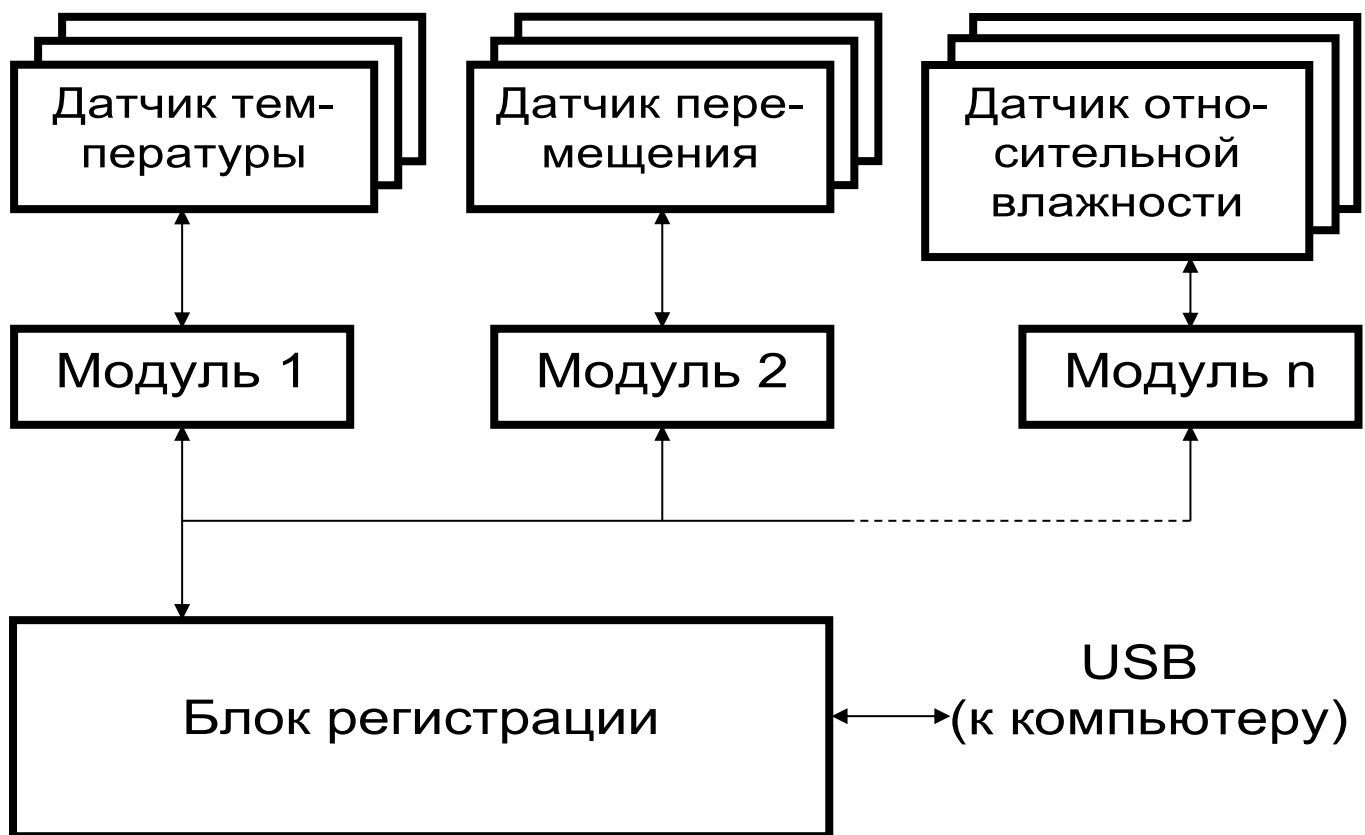 Датчик тем-
пературы
Датчик пере-
мещения
Датчик отно-
сительной
влажности
Модуль 1
Модуль 2
Модуль n
Блок регистрации
USB
(к компьютеру)